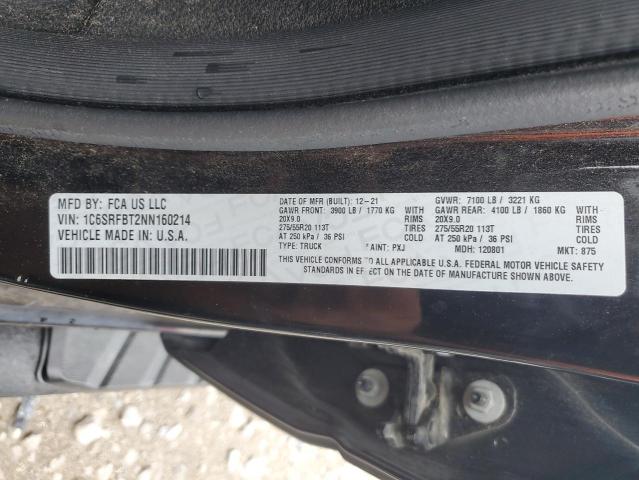 MFD BY: FCA US LLC
VIN: 1C6SRFBT2NN160214
VEHICLE MADE IN: U.S.A.
DATE OF MFR (BUILT): 12-21 GVWR: 7100 LB / 3221 KG
GAWR FRONT: 3900 LB / 1770 KG WITH GAWR REAR: 4100 LB / 1860 KG WITH
20X9.0 RIMS 20X9.0 RIMS
275/55R20 113T TIRES 275/55R20 113T TIRES
AT 250 kPa / 36 PSI COLD AT 250 kPa / 36 PSI COLD
TYPE: TRUCK PAINT: PXJ MDH: 120801 MKT: 875
THIS VEHICLE CONFORMS TO ALL APPLICABLE U.S.A. FEDERAL MOTOR VEHICLE SAFETY
STANDARDS IN EFFECT ON THE DATE OF MANUFACTURE SHOWN ABOVE.